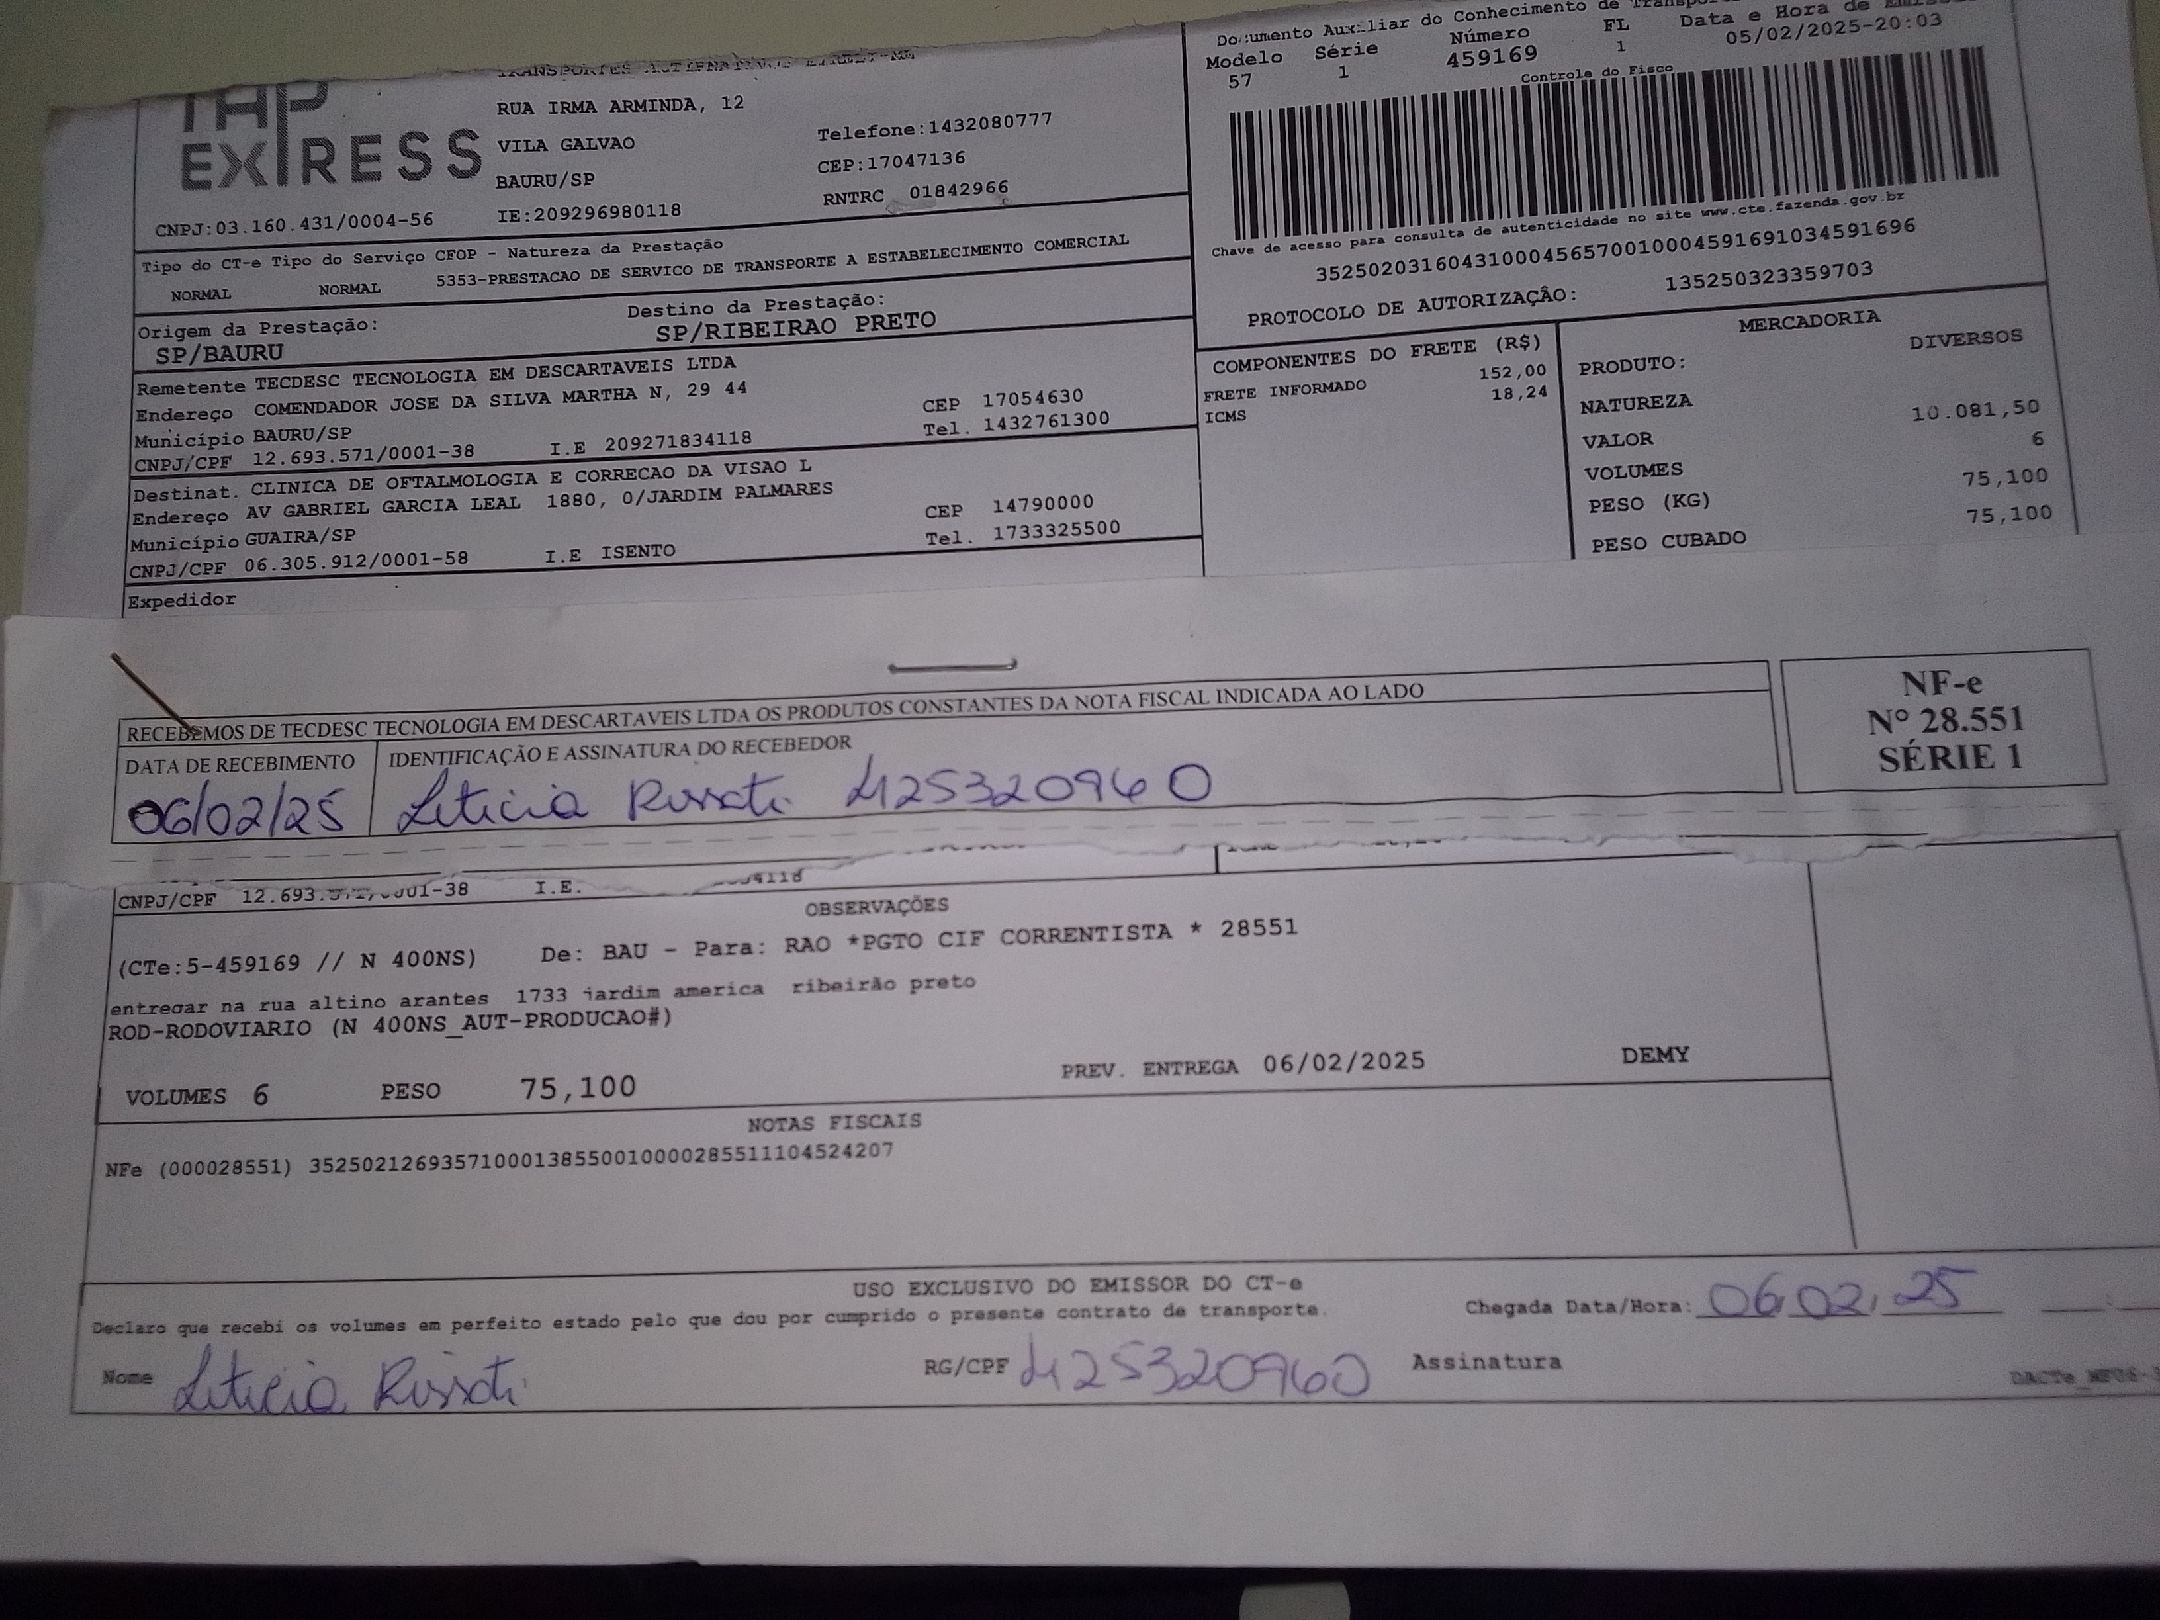 Documento Auxiliar do Conhecimento de
Modelo Série Número FL Data e Hora de
57 1 459169 1 05/02/2025-20:03
Controle do Fisco
TAP
EXPRESS
RUA IRMA ARMINDA, 12
VILA GALVAO Telefone:1432080777
BAURU/SP CEP:17047136
CNPJ:03.160.431/0004-56 IE:209296980118 RNTRC 01842966
Chave de acesso para consulta de autenticidade no site www.cte.fazenda.gov.br
35250203160431000456570010004591691034591696
PROTOCOLO DE AUTORIZAÇÃO: 135250323359703
Tipo do CT-e Tipo do Serviço CFOP - Natureza da Prestação
NORMAL NORMAL 5353-PRESTACAO DE SERVICO DE TRANSPORTE A ESTABELECIMENTO COMERCIAL
Origem da Prestação: Destino da Prestação:
SP/BAURU SP/RIBEIRAO PRETO
Remetente TECDESC TECNOLOGIA EM DESCARTAVEIS LTDA
Endereço COMENDADOR JOSE DA SILVA MARTHA N, 29 44
Município BAURU/SP CEP 17054630
CNPJ/CPF 12.693.571/0001-38 I.E 209271834118 Tel. 1432761300
Destinat. CLINICA DE OFTALMOLOGIA E CORRECAO DA VISAO L
Endereço AV GABRIEL GARCIA LEAL 1880, 0/JARDIM PALMARES
Município GUAIRA/SP CEP 14790000
CNPJ/CPF 06.305.912/0001-58 I.E ISENTO Tel. 1733325500
Expedidor
COMPONENTES DO FRETE (R$)
FRETE INFORMADO 152,00
ICMS 18,24
MERCADORIA
PRODUTO: DIVERSOS
NATUREZA
VALOR 10.081,50
VOLUMES 6
PESO (KG) 75,100
PESO CUBADO 75,100
RECEBEMOS DE TECDESC TECNOLOGIA EM DESCARTAVEIS LTDA OS PRODUTOS CONSTANTES DA NOTA FISCAL INDICADA AO LADO
DATA DE RECEBIMENTO IDENTIFICAÇÃO E ASSINATURA DO RECEBEDOR
06/02/25 Leticia 425320960
NF-e
Nº 28.551
SÉRIE 1
CNPJ/CPF 12.693. 0001-38 I.E.
OBSERVAÇÕES
(CTe:5-459169 // N 400NS) De: BAU - Para: RAO *PGTO CIF CORRENTISTA * 28551
entregar na rua altino arantes 1733 jardim america ribeirão preto
ROD-RODOVIARIO (N 400NS_AUT-PRODUCAO#)
VOLUMES 6 PESO 75,100 PREV. ENTREGA 06/02/2025 DEMY
NOTAS FISCAIS
NFe (000028551) 35250212693571000138550010000285511104524207
USO EXCLUSIVO DO EMISSOR DO CT-e
Declaro que recebi os volumes em perfeito estado pelo que dou por cumprido o presente contrato de transporte. Chegada Data/Hora: 06/02/25
Nome Leticia RG/CPF 425320960 Assinatura